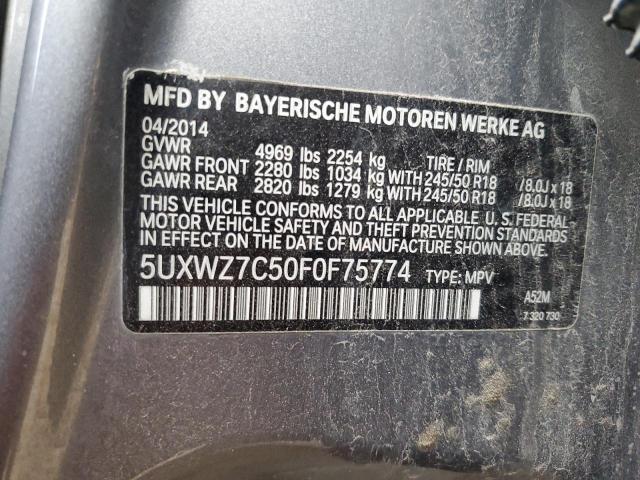 MFD BY BAYERISCHE MOTOREN WERKE AG
04/2014
GVWR 4969 lbs 2254 kg TIRE / RIM
GAWR FRONT 2280 lbs 1034 kg WITH 245/50 R18 /8.0J x 18
GAWR REAR 2820 lbs 1279 kg WITH 245/50 R18 /8.0J x 18
THIS VEHICLE CONFORMS TO ALL APPLICABLE U. S. FEDERAL
MOTOR VEHICLE SAFETY AND THEFT PREVENTION STANDARDS
IN EFFECT ON THE DATE OF MANUFACTURE SHOWN ABOVE.
5UXWZ7C50F0F75774 TYPE: MPV
A52M
7 320 730